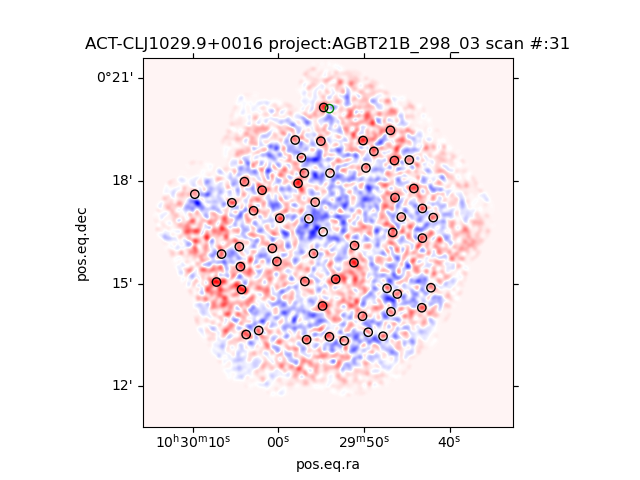 ACT-CLJ1029.9+0016 project:AGBT21B_298_03 scan #:31
0°21'
18'
15'
12'
pos.eq.dec
10ʰ30ᵐ10ˢ 00ˢ 29ᵐ50ˢ 40ˢ
pos.eq.ra